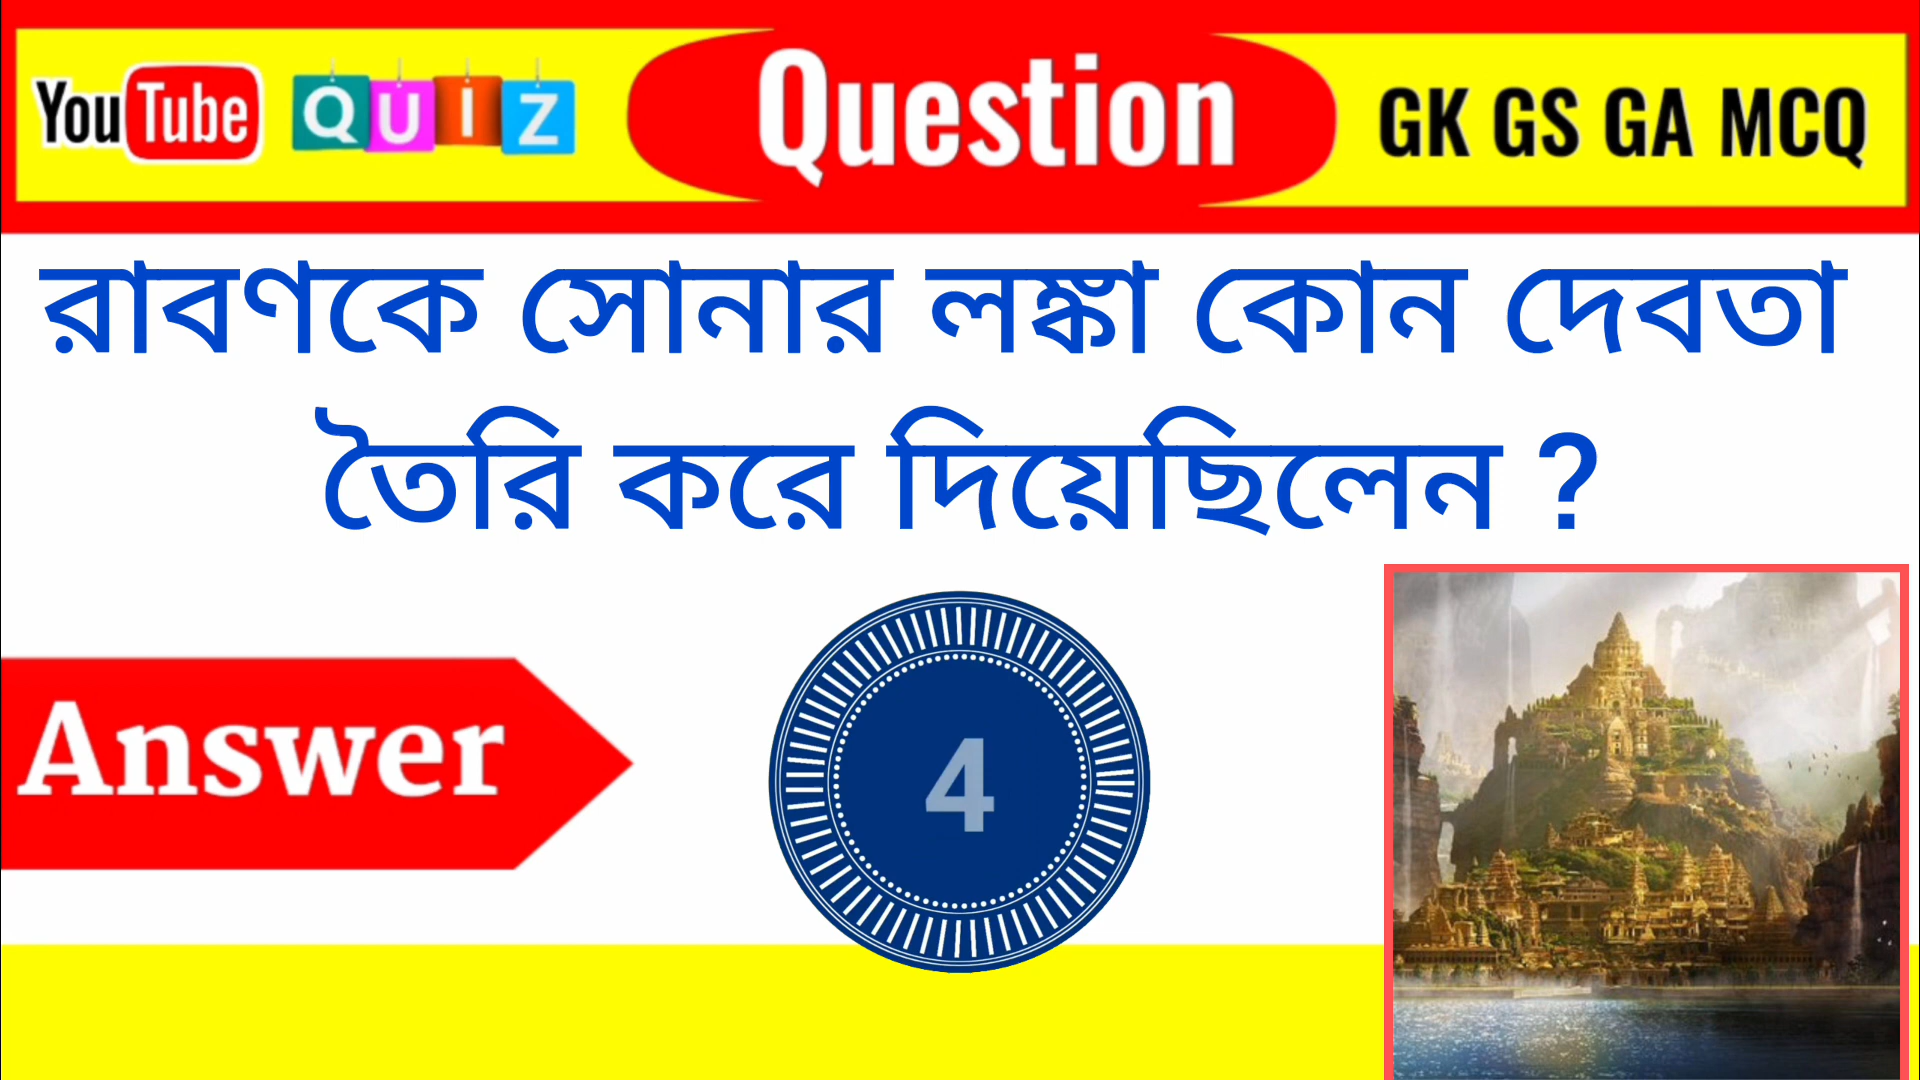 YouTube QUIZ Question GK GS GA MCQ
রাবণকে সোনার লঙ্কা কোন দেবতা
তৈরি করে দিয়েছিলেন ?
Answer
4